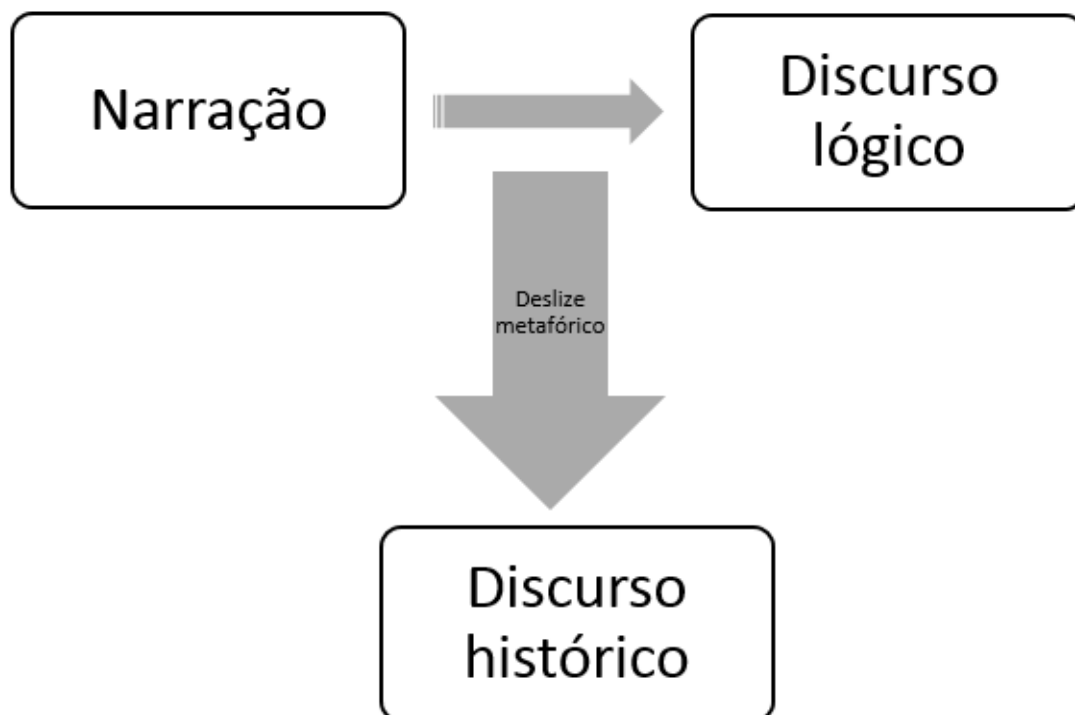 Narração
Discurso
lógico
Deslize
metafórico
Discurso
histórico